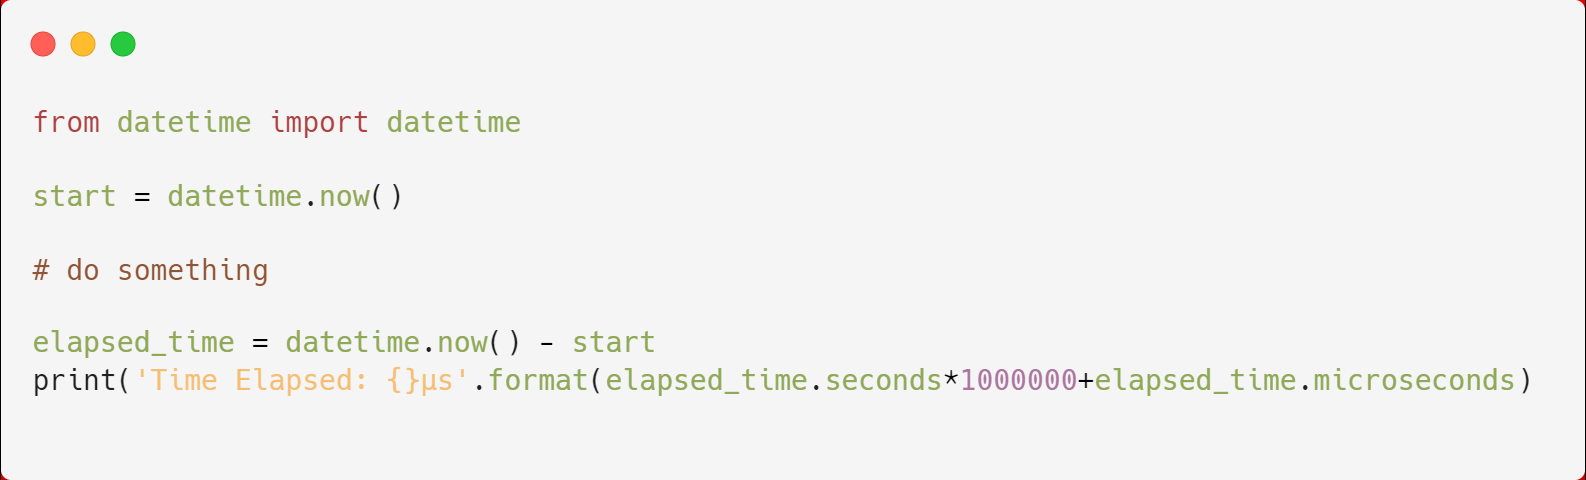 from datetime import datetime
start = datetime.now()
# do something
elapsed_time = datetime.now() - start
print('Time Elapsed: {}µs'.format(elapsed_time.seconds*1000000+elapsed_time.microseconds)